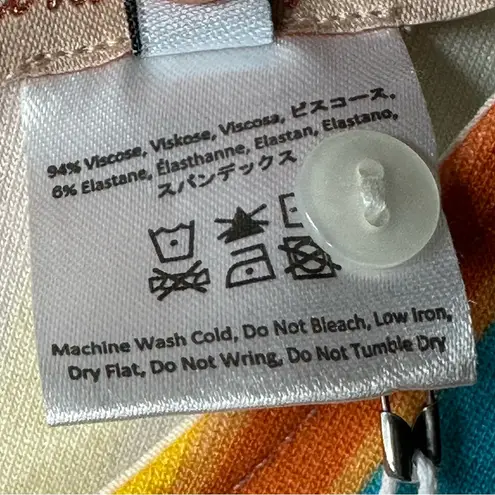 94% Viscose, Viskose, Viscosa, ビスコース.
6% Elastane, Élasthanne, Elastan, Elastano,
スパンデックス
Machine Wash Cold, Do Not Bleach, Low Iron,
Dry Flat, Do Not Wring, Do Not Tumble Dry